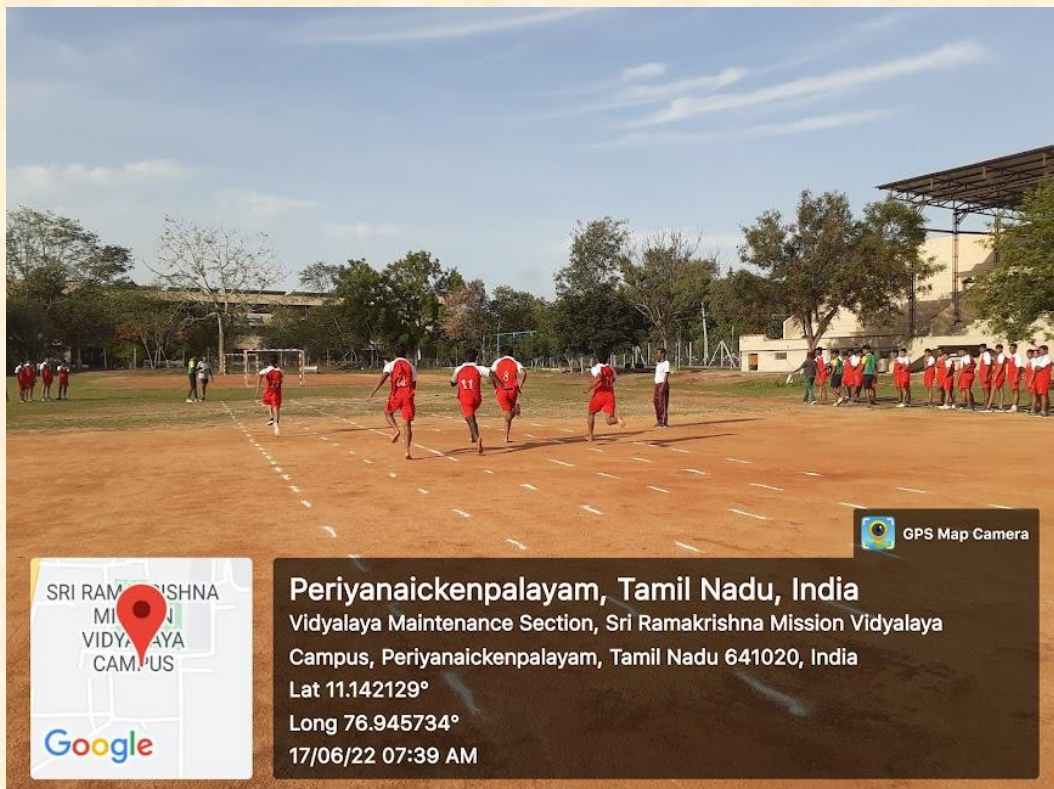 11
8
GPS Map Camera
SRI RAMAKRISHNA
MISSION
VIDYALAYA
CAMPUS
Google
Periyanaickenpalayam, Tamil Nadu, India
Vidyalaya Maintenance Section, Sri Ramakrishna Mission Vidyalaya
Campus, Periyanaickenpalayam, Tamil Nadu 641020, India
Lat 11.142129°
Long 76.945734°
17/06/22 07:39 AM